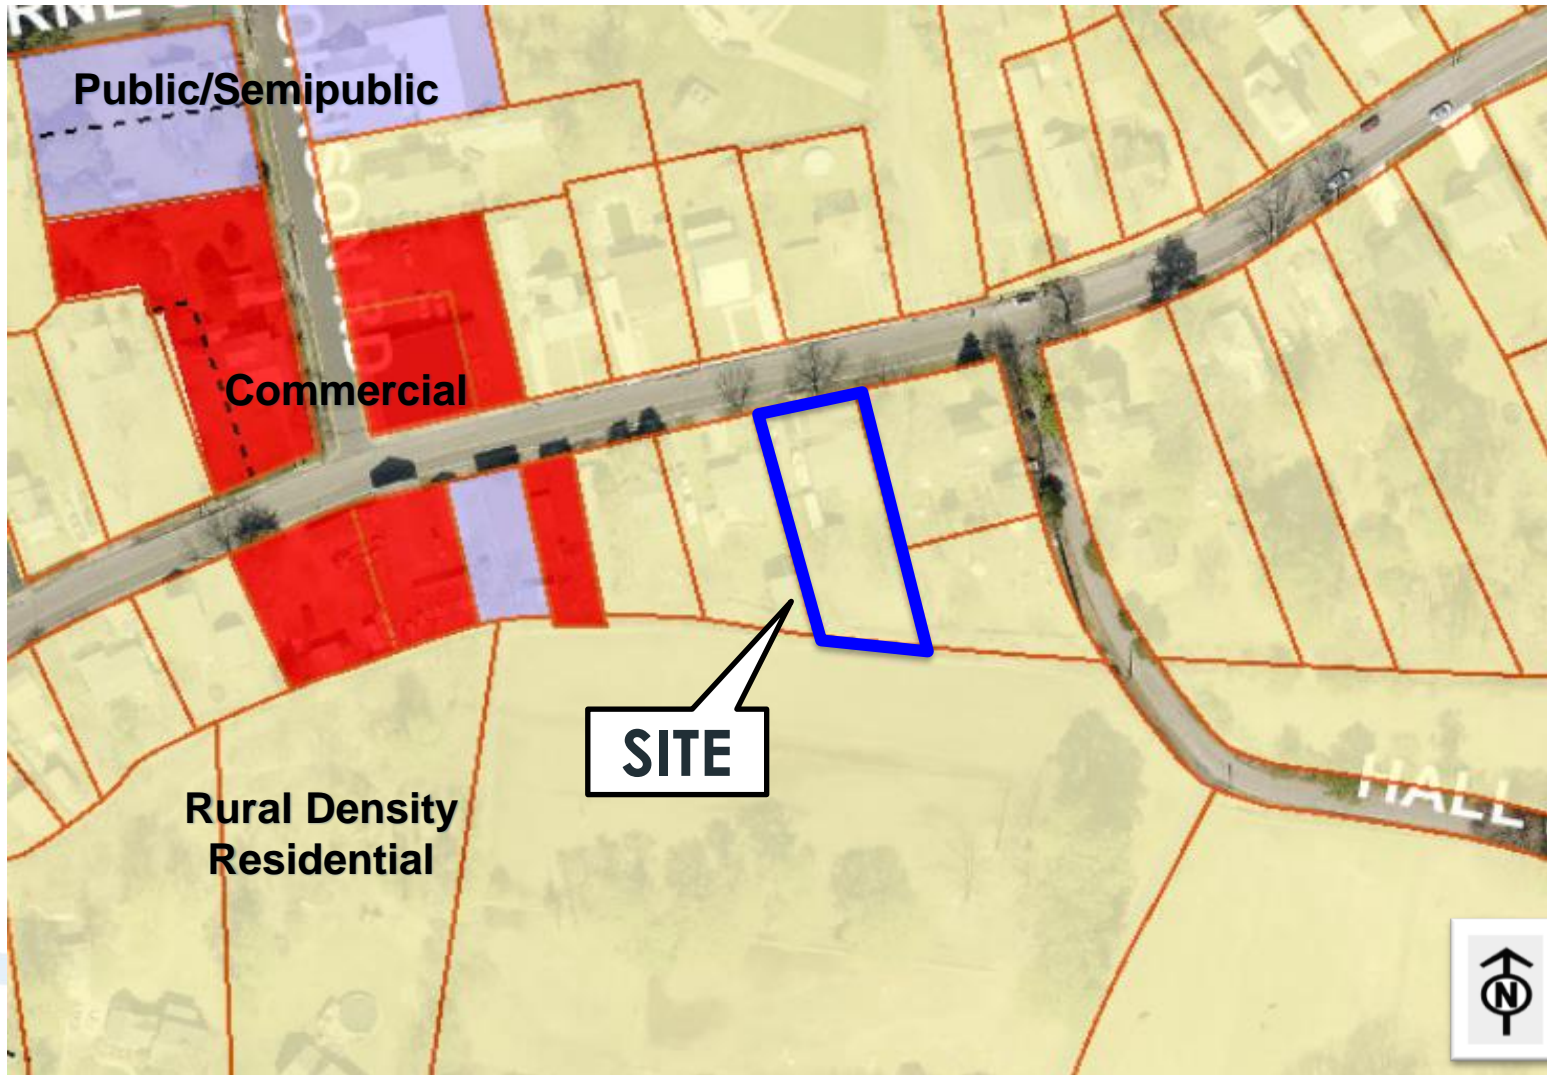 Public/Semipublic
Commercial
SITE
Rural Density
Residential
HALL
N